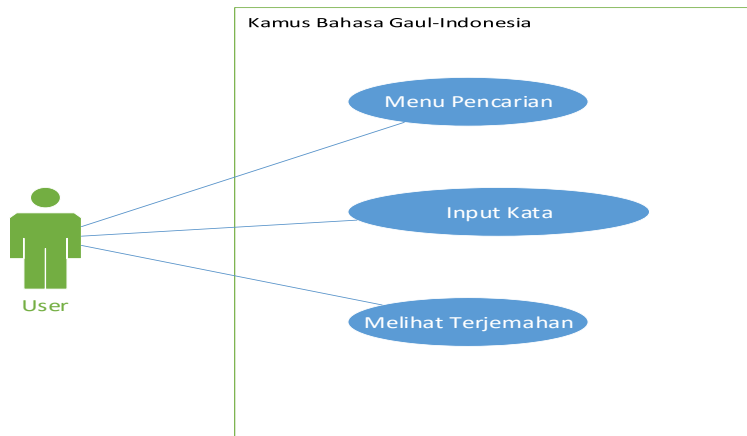 Kamus Bahasa Gaul-Indonesia
Menu Pencarian
Input Kata
User
Melihat Terjemahan